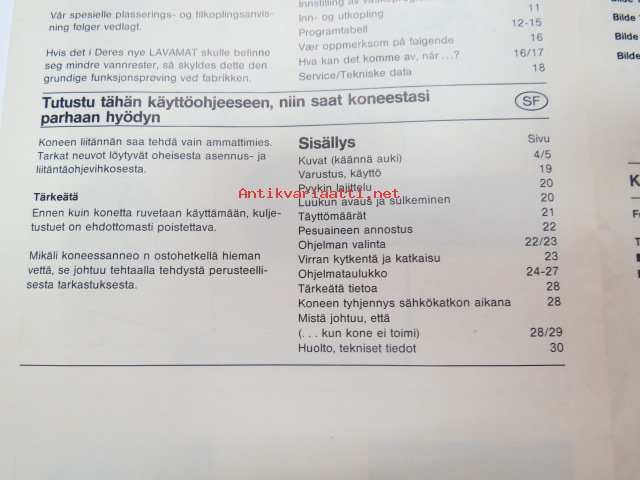 Vår spesielle plasserings- og tilkoplingsanvis-
ning følger vedlagt.
Hvis det i Deres nye LAVAMAT skulle befinne
seg mindre vannrester, så skyldes dette den
grundige funksjonsprøving ved fabrikken.
11
Inn- og utkopling
Programtabell 12-15
Vær oppmerksom på følgende 16
Hva kan det komme av, når...? 16/17
Service/Tekniske data 18
Tutustu tähän käyttöohjeeseen, niin saat koneestasi
parhaan hyödyn
SF
Koneen liitännän saa tehdä vain ammattimies.
Tarkat neuvot löytyvät oheisesta asennus- ja
liitäntäohjevihkosesta.
Tärkeätä
Ennen kuin konetta ruvetaan käyttämään, kulje-
tustuet on ehdottomasti poistettava.
Mikäli koneessanneo n ostohetkellä hieman
vettä, se johtuu tehtaalla tehdystä perusteelli-
sesta tarkastuksesta.
Sisällys Sivu
Kuvat (käännä auki) 4/5
Varustus, käyttö 19
Pyykin lajittelu 20
Luukun avaus ja sulkeminen 20
Täyttömäärät 21
Pesuaineen annostus 22
Ohjelman valinta 22/23
Virran kytkentä ja katkaisu 23
Ohjelmataulukko 24-27
Tärkeätä tietoa 28
Koneen tyhjennys sähkökatkon aikana 28
Mistä johtuu, että
(. . . kun kone ei toimi) 28/29
Huolto, tekniset tiedot 30
Antikvariaatti.net
Bilde
Bilde
Bilde